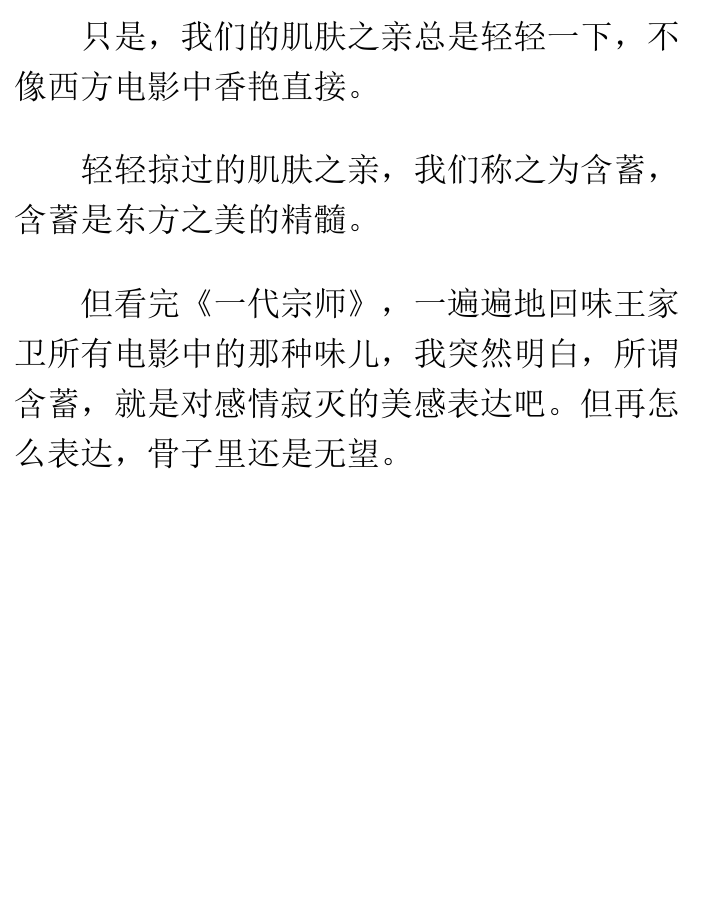 只是，我们的肌肤之亲总是轻轻一下，不
像西方电影中香艳直接。
轻轻掠过的肌肤之亲，我们称之为含蓄，
含蓄是东方之美的精髓。
但看完《一代宗师》，一遍遍地回味王家
卫所有电影中的那种味儿，我突然明白，所谓
含蓄，就是对感情寂灭的美感表达吧。但再怎
么表达，骨子里还是无望。